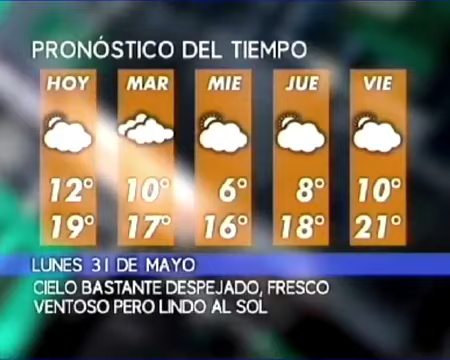 PRONÓSTICO DEL TIEMPO
HOY MAR MIE JUE VIE
12° 10° 6° 8° 10°
19° 17° 16° 18° 21°
LUNES 31 DE MAYO
CIELO BASTANTE DESPEJADO, FRESCO
VENTOSO PERO LINDO AL SOL